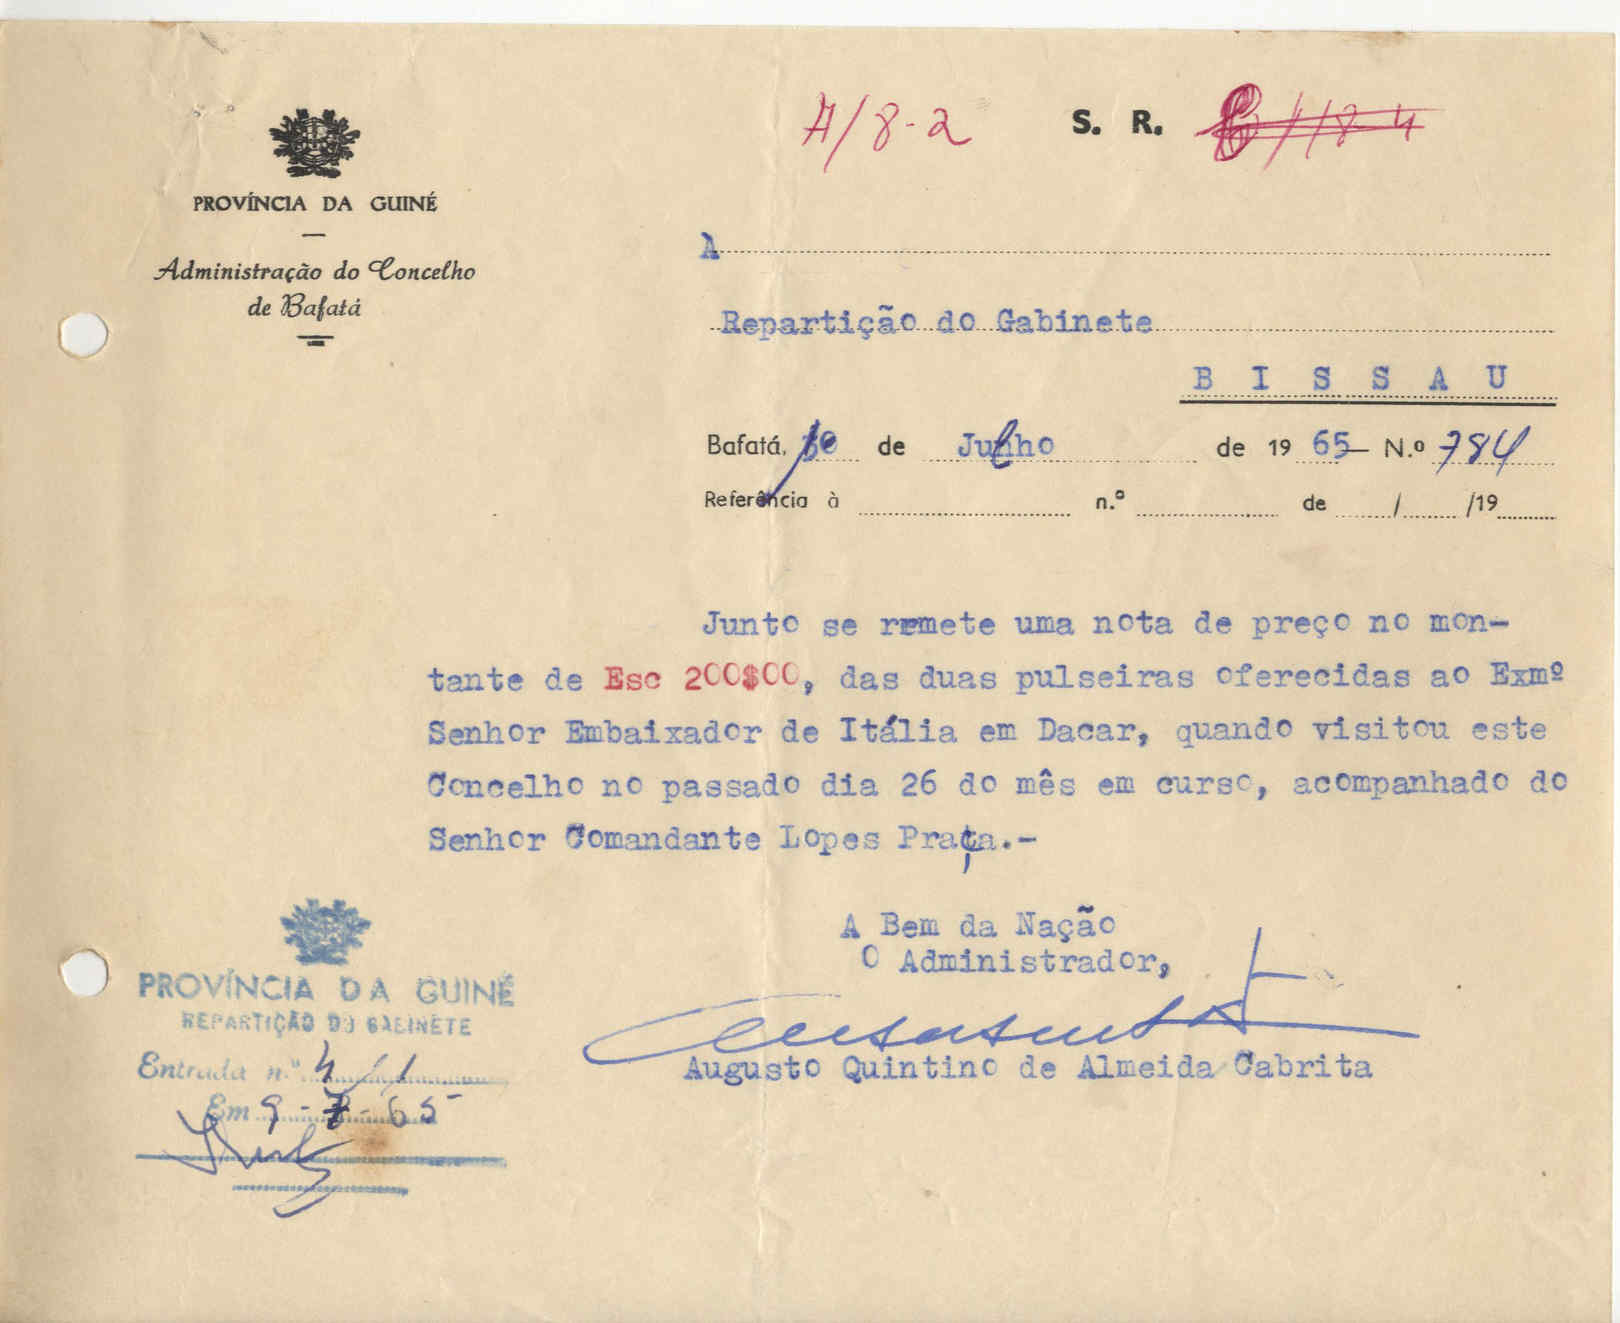 A/8-2 S. R.
PROVÍNCIA DA GUINÉ
Administração do Concelho
de Bafatá
A
Repartição do Gabinete
BISSAU
Bafatá, de Julho de 1965 N.º 784
Referência à n.º de / /19
Junto se remete uma nota de preço no mon-
tante de Esc 200$00, das duas pulseiras oferecidas ao Exmº
Senhor Embaixador de Itália em Dacar, quando visitou este
Concelho no passado dia 26 do mês em curso, acompanhado do
Senhor Comandante Lopes Praça.-
A Bem da Nação
O Administrador,
Augusto Quintino de Almeida Cabrita
PROVÍNCIA DA GUINÉ
REPARTIÇÃO DO GABINETE
Entrada n.º
Em 9-7-65